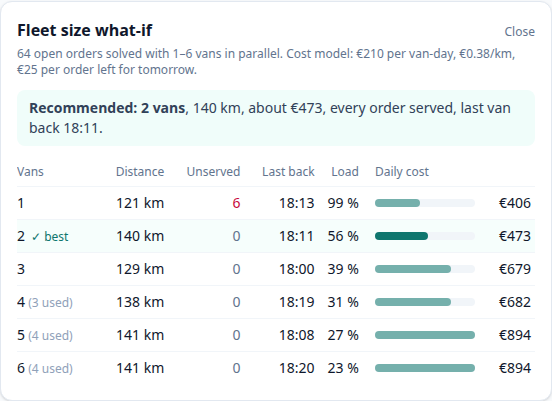 Fleet size what-if
Close
64 open orders solved with 1–6 vans in parallel. Cost model: €210 per van-day, €0.38/km,
€25 per order left for tomorrow.
Recommended: 2 vans, 140 km, about €473, every order served, last van
back 18:11.
Vans Distance Unserved Last back Load Daily cost
1 121 km 6 18:13 99 % €406
2 ✓ best 140 km 0 18:11 56 % €473
3 129 km 0 18:00 39 % €679
4 (3 used) 138 km 0 18:19 31 % €682
5 (4 used) 141 km 0 18:08 27 % €894
6 (4 used) 141 km 0 18:20 23 % €894